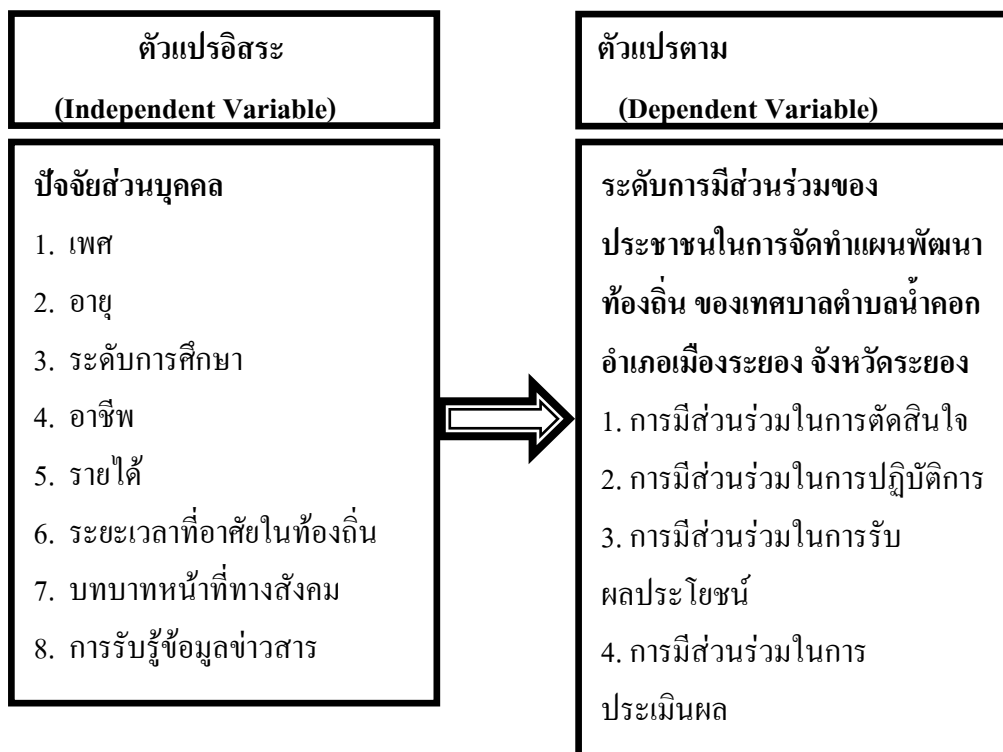 ตัวแปรอิสระ
(Independent Variable)
ปัจจัยส่วนบุคคล
1. เพศ
2. อายุ
3. ระดับการศึกษา
4. อาชีพ
5. รายได้
6. ระยะเวลาที่อาศัยในท้องถิ่น
7. บทบาทหน้าที่ทางสังคม
8. การรับรู้ข้อมูลข่าวสาร
ตัวแปรตาม
(Dependent Variable)
ระดับการมีส่วนร่วมของ
ประชาชนในการจัดทำแผนพัฒนา
ท้องถิ่น ของเทศบาลตำบลน้ำคอก
อำเภอเมืองระยอง จังหวัดระยอง
1. การมีส่วนร่วมในการตัดสินใจ
2. การมีส่วนร่วมในการปฏิบัติการ
3. การมีส่วนร่วมในการรับ
ผลประโยชน์
4. การมีส่วนร่วมในการ
ประเมินผล